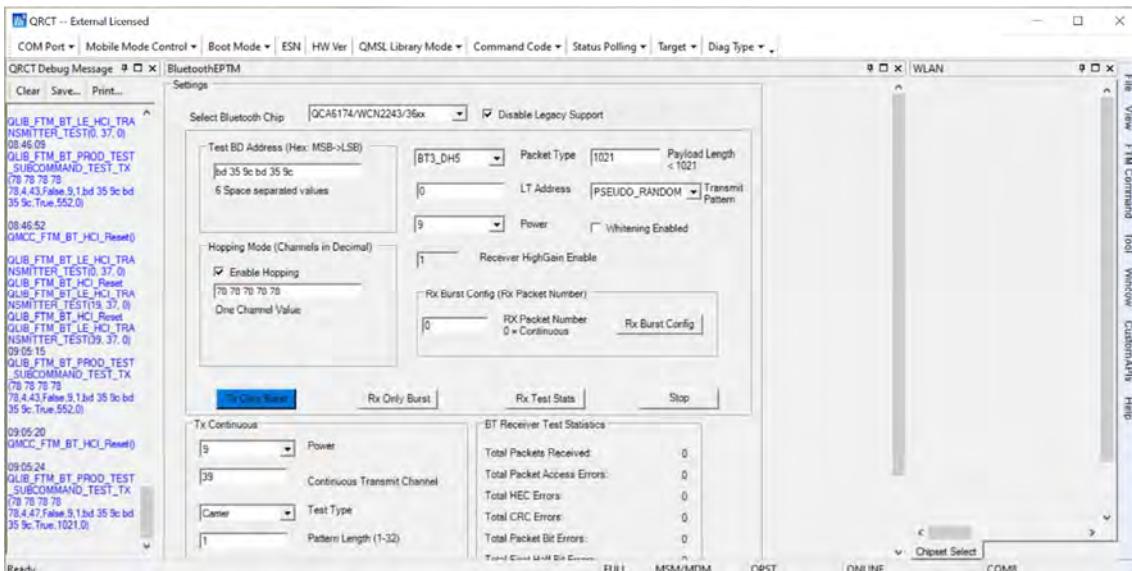 QRCT -- External Licensed
COM Port Mobile Mode Control Boot Mode ESN HW Ver QMSL Library Mode Command Code Status Polling Target Diag Type
QRCT Debug Message
Clear Save... Print...
QLIB_FTM_BT_LE_HCI_TRA
NSMITTER_TEST(0, 37, 0)
08:46:09
QLIB_FTM_BT_PROD_TEST
_SUBCOMMAND_TEST_TX
(78 78 78 78
78,4,43,False,9,1,bd 35 9c bd
35 9c,True,552,0)
08:46:52
QMCC_FTM_BT_HCI_Reset()
QLIB_FTM_BT_LE_HCI_TRA
NSMITTER_TEST(0, 37, 0)
QLIB_FTM_BT_HCI_Reset
QLIB_FTM_BT_LE_HCI_TRA
NSMITTER_TEST(19, 37, 0)
QLIB_FTM_BT_HCI_Reset
QLIB_FTM_BT_LE_HCI_TRA
NSMITTER_TEST(39, 37, 0)
09:05:15
QLIB_FTM_BT_PROD_TEST
_SUBCOMMAND_TEST_TX
(78 78 78 78
78,4,43,False,9,1,bd 35 9c bd
35 9c,True,552,0)
09:05:20
QMCC_FTM_BT_HCI_Reset()
09:05:24
QLIB_FTM_BT_PROD_TEST
_SUBCOMMAND_TEST_TX
(78 78 78 78
78,4,47,False,9,1,bd 35 9c bd
35 9c,True,1021,0)
BluetoothEPTM
Settings
Select Bluetooth Chip QCA6174/WCN2243/36xx Disable Legacy Support
Test BD Address (Hex: MSB->LSB)
bd 35 9c bd 35 9c
6 Space separated values
BT3_DH5 Packet Type 1021 Payload Length
< 1021
0 LT Address PSEUDO_RANDOM Transmit
Pattern
9 Power Whitening Enabled
Hopping Mode (Channels in Decimal)
Enable Hopping
78 78 78 78 78
One Channel Value
1 Receiver HighGain Enable
Rx Burst Config (Rx Packet Number)
0 RX Packet Number
0 = Continuous
Rx Burst Config
Tx Only Burst Rx Only Burst Rx Test Stats Stop
Tx Continuous
9 Power
39 Continuous Transmit Channel
Carrier Test Type
1 Pattern Length (1-32)
BT Receiver Test Statistics
Total Packets Received: 0
Total Packet Access Errors: 0
Total HEC Errors: 0
Total CRC Errors: 0
Total Packet Bit Errors: 0
WLAN
Chipset Select
File
View
FTM Command
Tool
Window
CustomAPIs
Help
Ready FULL MSM/MDM QPST ONLINE COM8